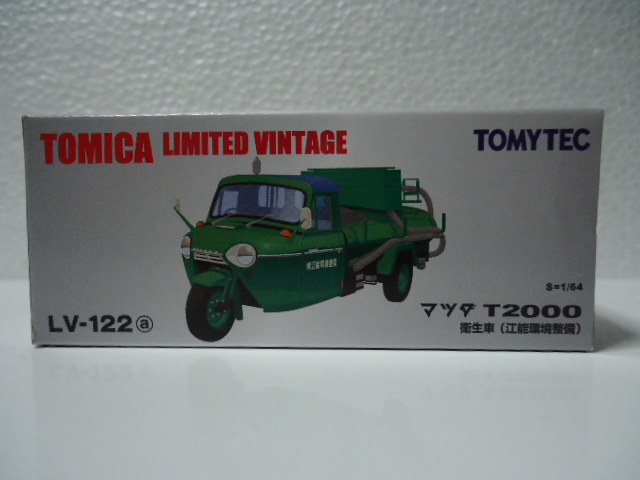 TOMICA LIMITED VINTAGE
TOMYTEC
S=1/64
LV-122ⓐ
マツダ T2000
衛生車 (江能環境整備)